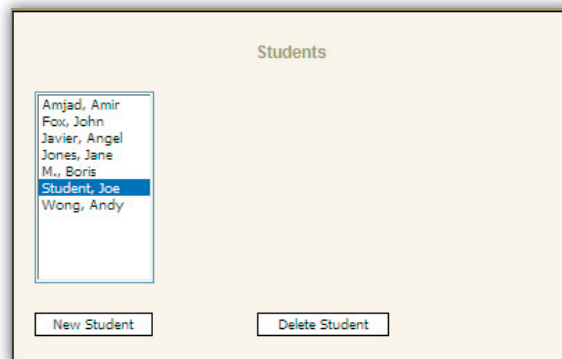 Students
Amjad, Amir
Fox, John
Javier, Angel
Jones, Jane
M., Boris
Student, Joe
Wong, Andy
New Student
Delete Student